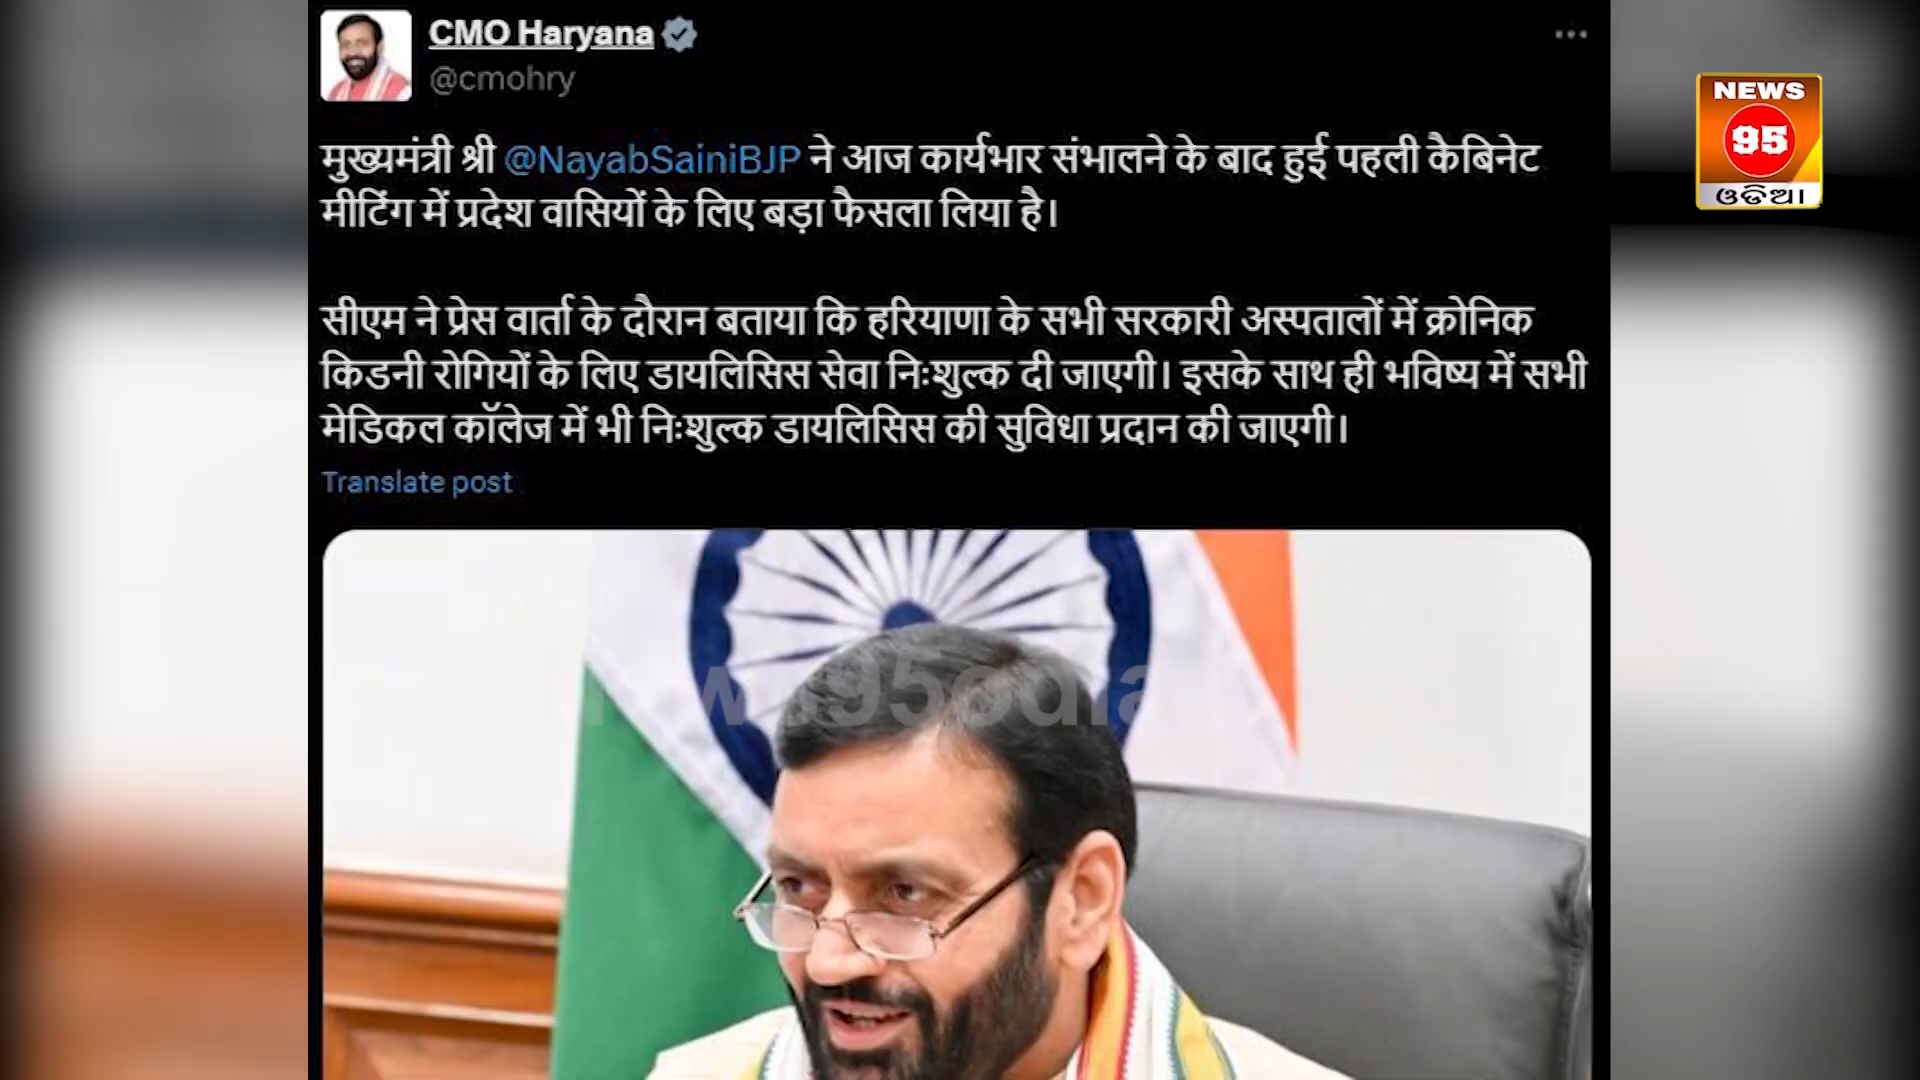 CMO Haryana
@cmohry
NEWS
95
ଓଡିଆ
मुख्यमंत्री श्री @NayabSainiBJP ने आज कार्यभार संभालने के बाद हुई पहली कैबिनेट
मीटिंग में प्रदेश वासियों के लिए बड़ा फैसला लिया है।
सीएम ने प्रेस वार्ता के दौरान बताया कि हरियाणा के सभी सरकारी अस्पतालों में क्रोनिक
किडनी रोगियों के लिए डायलिसिस सेवा निःशुल्क दी जाएगी। इसके साथ ही भविष्य में सभी
मेडिकल कॉलेज में भी निःशुल्क डायलिसिस की सुविधा प्रदान की जाएगी।
Translate post
news95odia